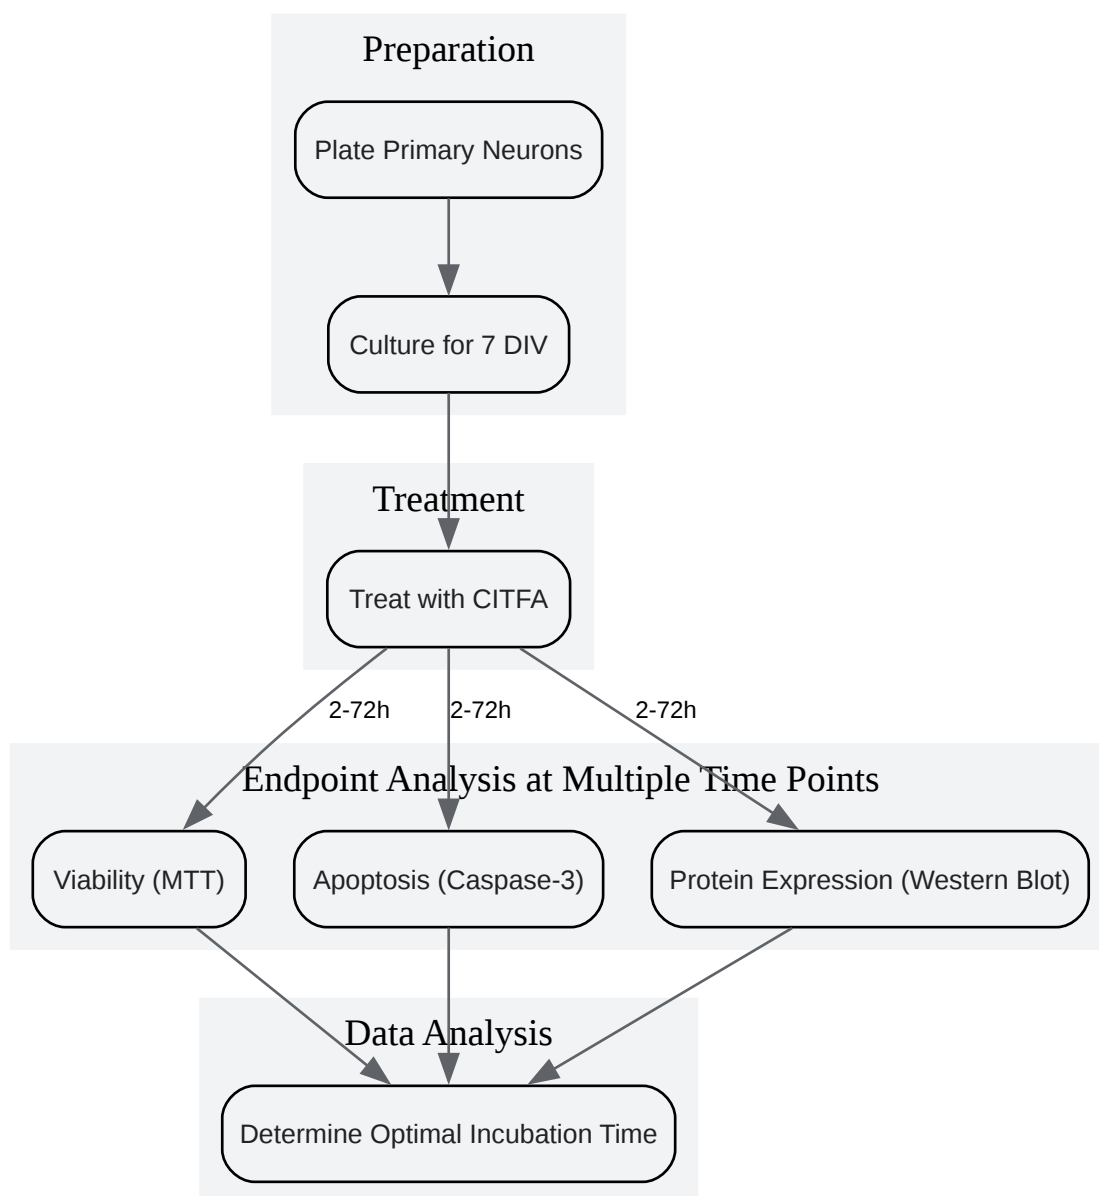 Preparation
Plate Primary Neurons
Culture for 7 DIV
Treatment
Treat with CITFA
2-72h 2-72h 2-72h
Endpoint Analysis at Multiple Time Points
Viability (MTT) Apoptosis (Caspase-3) Protein Expression (Western Blot)
Data Analysis
Determine Optimal Incubation Time